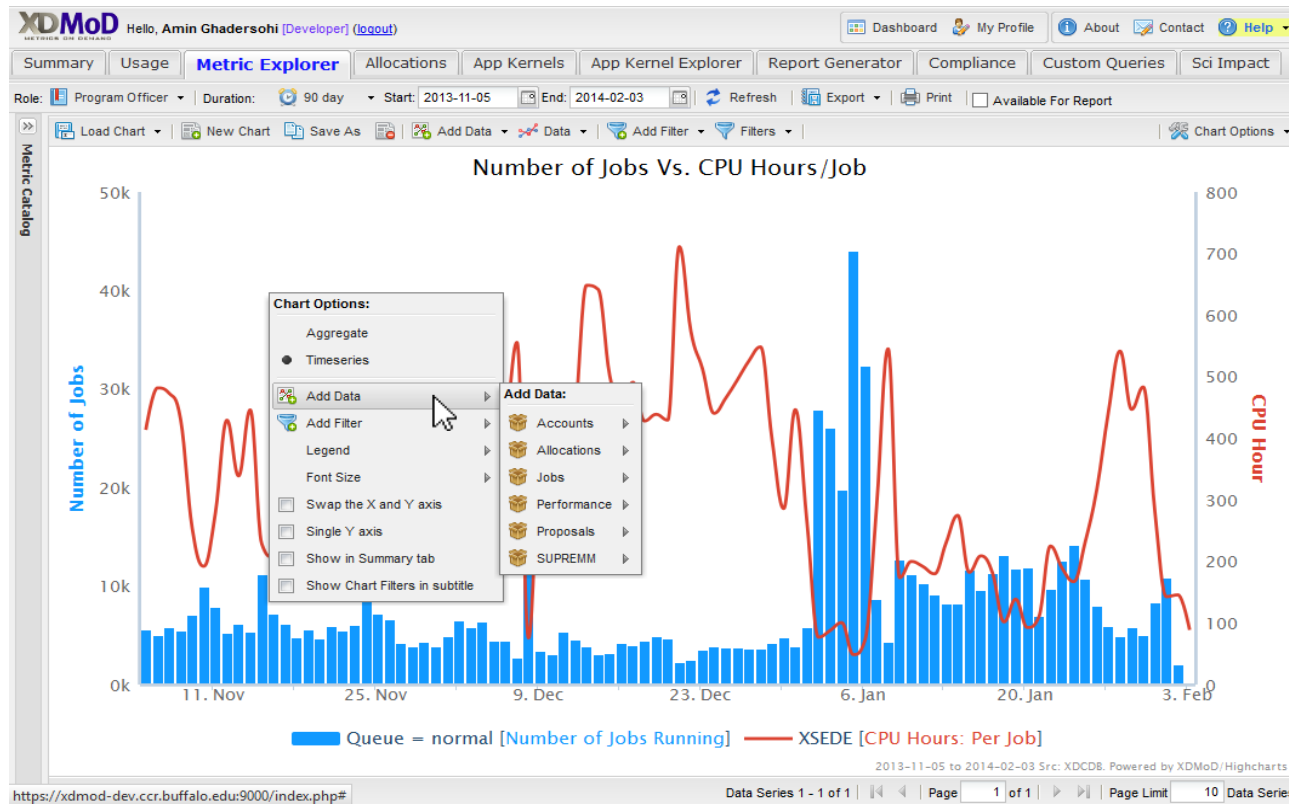 XDMoD Hello, Amin Ghadersohi [Developer] (logout) Dashboard My Profile About Contact Help
METRICS ON DEMAND
Summary Usage Metric Explorer Allocations App Kernels App Kernel Explorer Report Generator Compliance Custom Queries Sci Impact
Role: Program Officer Duration: 90 day Start: 2013-11-05 End: 2014-02-03 Refresh Export Print Available For Report
Load Chart New Chart Save As Add Data Data Add Filter Filters Chart Options
Metric Catalog
Number of Jobs Vs. CPU Hours/Job
50k
40k
30k
20k
10k
0k
Number of Jobs
800
700
600
500
400
300
200
100
0
CPU Hour
Chart Options:
Aggregate
Timeseries
Add Data
Add Filter
Legend
Font Size
Swap the X and Y axis
Single Y axis
Show in Summary tab
Show Chart Filters in subtitle
Add Data:
Accounts
Allocations
Jobs
Performance
Proposals
SUPREMM
11. Nov 25. Nov 9. Dec 23. Dec 6. Jan 20. Jan 3. Feb
Queue = normal [Number of Jobs Running] XSEDE [CPU Hours: Per Job]
2013-11-05 to 2014-02-03 Src: XDCDB. Powered by XDMoD/Highcharts
https://xdmod-dev.ccr.buffalo.edu:9000/index.php# Data Series 1 - 1 of 1 Page 1 of 1 Page Limit 10 Data Series